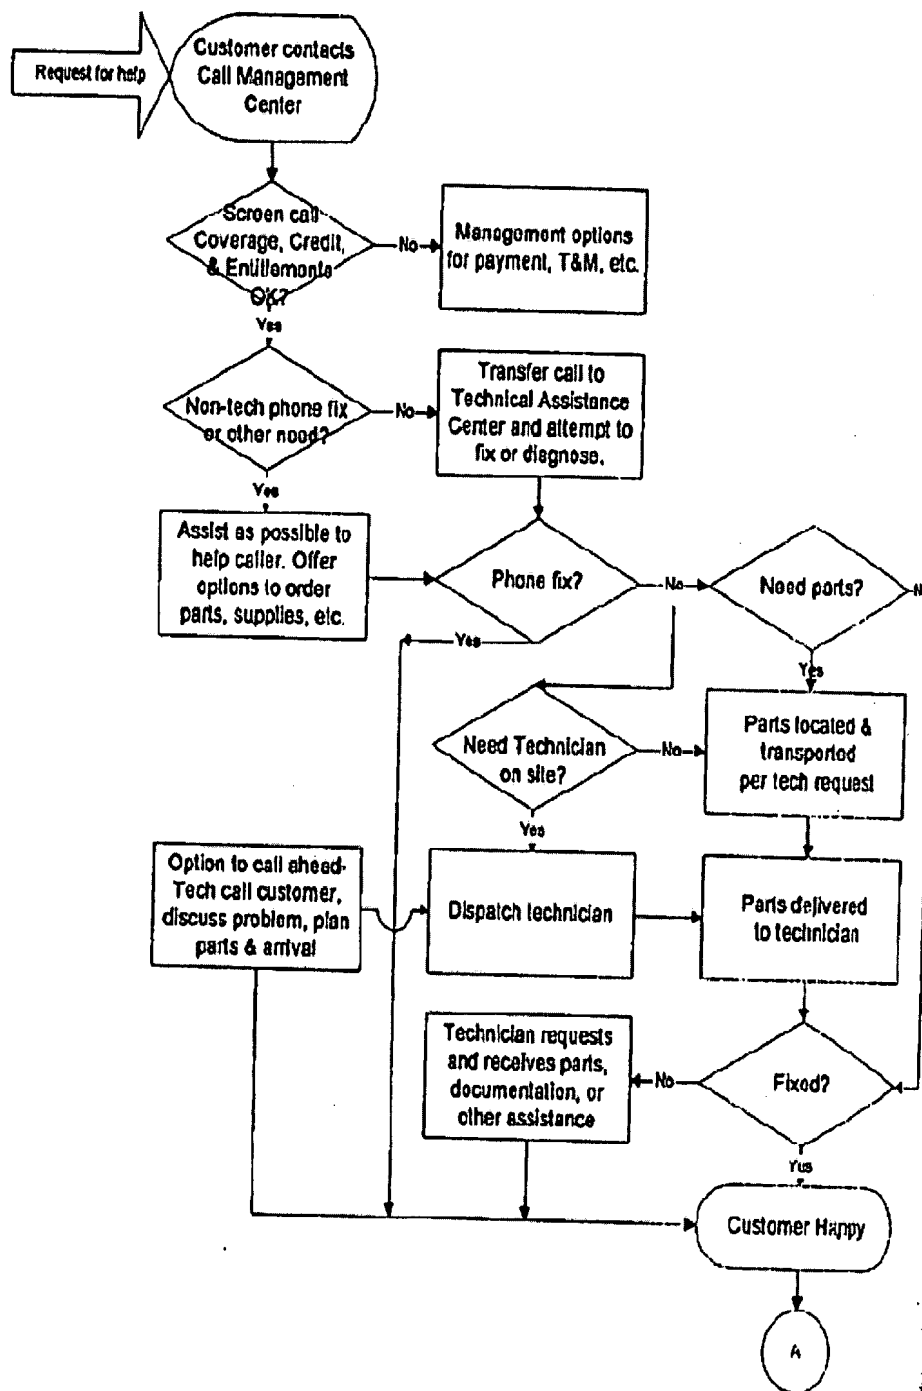 Request for help
Customer contacts
Call Management
Center
Screen call
Coverage, Credit,
& Entitlements
OK?
No
Management options
for payment, T&M, etc.
Yes
Non-tech phone fix
or other need?
No
Transfer call to
Technical Assistance
Center and attempt to
fix or diagnose.
Yes
Assist as possible to
help caller. Offer
options to order
parts, supplies, etc.
Phone fix?
No
Need parts?
N
Yes
Yes
Need Technician
on site?
No
Parts located &
transported
per tech request
Yes
Option to call ahead-
Tech call customer,
discuss problem, plan
parts & arrival
Dispatch technician
Parts delivered
to technician
Technician requests
and receives parts,
documentation, or
other assistance
No
Fixed?
Yes
Customer Happy
A